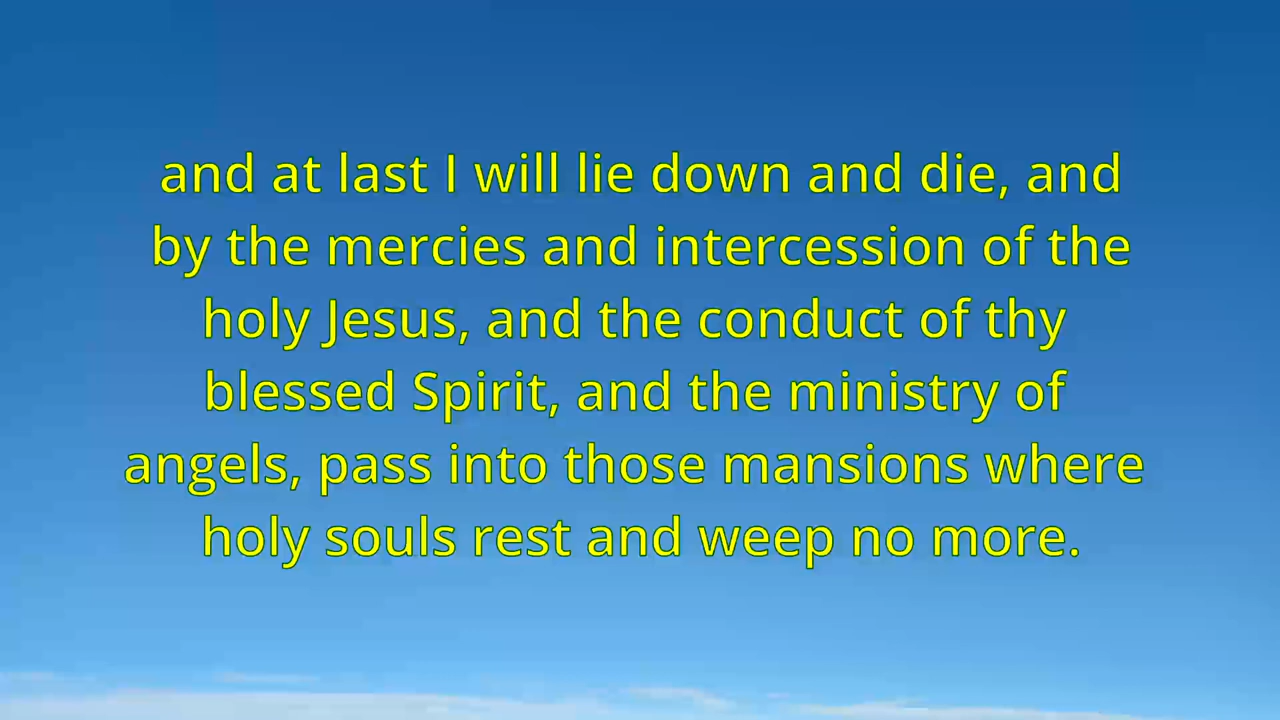 and at last I will lie down and die, and
by the mercies and intercession of the
holy Jesus, and the conduct of thy
blessed Spirit, and the ministry of
angels, pass into those mansions where
holy souls rest and weep no more.